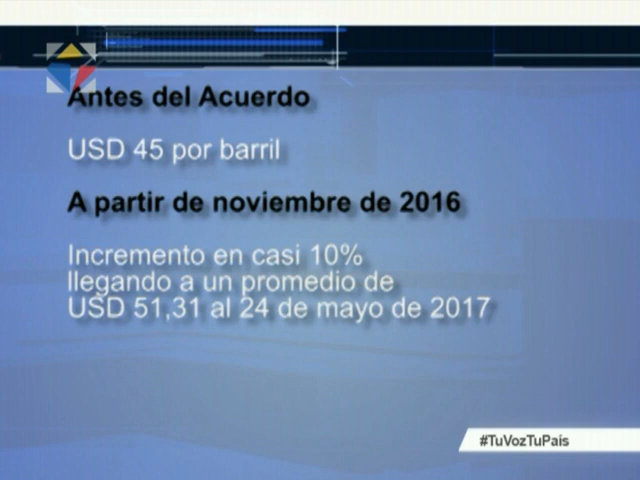 Antes del Acuerdo
USD 45 por barril
A partir de noviembre de 2016
Incremento en casi 10%
llegando a un promedio de
USD 51,31 al 24 de mayo de 2017
#TuVozTuPaís